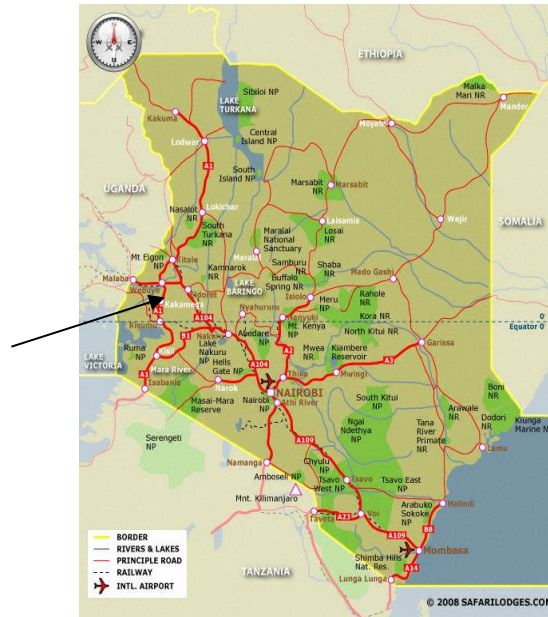 ETHIOPIA
Malka
Mari NR
Mander
Sibiloi NP
LAKE
TURKANA
Kakuma
Moyale
Central
Island NP
Lodwar
South
Island NP
A1
UGANDA
Marsabit
NR
Marsabit
Lokichar
Nasalot
NR
South
Turkana
NR
Laisamis
Losai
NR
Wajir
SOMALIA
Maralal
National
Sanctuary
Marala
Mt Elgon
NP
Kitale
Kamnarok
NR
Samburu
NR
Shaba
NR
Buffalo
Spring NR
Mado Gashi
Malaba
Webuye
Eldoret
LAKE
BARINGO
Isiolo
Meru
NP
Rahole
NR
Kakamega
Nyahururu
Nanyuki
Kora NR
A1
A104
Kisumu
0°
Equator 0°
Mt. Kenya
NP
North Kitui NR
B1
Nakuru
Abedare
NP
Garissa
LAKE
VICTORIA
Ruma
NP
Kisii
Lake
Nakuru NP
Hells
Gate NP
A104
A2
Mwea
NR
Kiambere
Reservoir
A3
Mara River
A1
Isabania
Narok
Thika
Mwingi
Boni
NR
Masai-Mara
Reserve
NAIROBI
Nairobi
NP
Athi River
South Kitui
NR
Arawale
NR
Dodori
NR
Kiunga
Marine N
Ngai
Ndethya
NP
Tana
River
Primate
NR
Serengeti
NP
A109
Lamu
Namanga
Amboseli NP
Chyulu
NP
Tsavo
West NP
Tsavo
Tsavo East
NP
Mnt. Kilimanjaro
Arabuko
Sokoke
NP
Malindi
Taveta
A23
Voi
B8
BORDER
RIVERS & LAKES
PRINCIPLE ROAD
RAILWAY
INTL. AIRPORT
A109
Shimba Hills
Nat. Res.
Mombasa
TANZANIA
A14
Lunga Lunga
© 2008 SAFARILODGES.COM